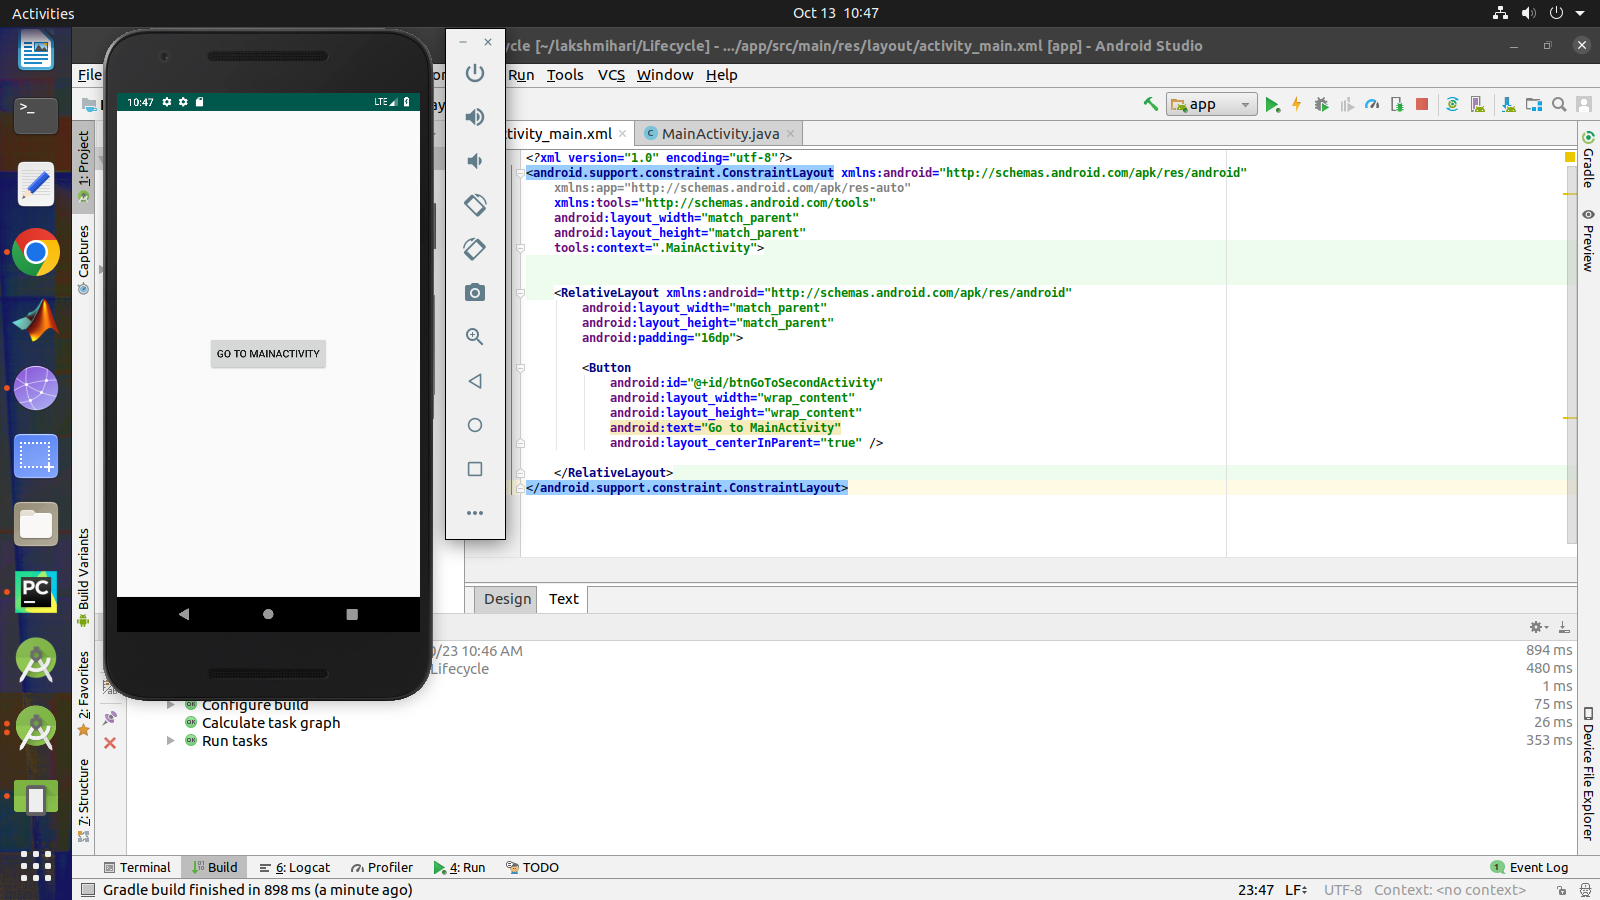 Activities
Oct 13 10:47
cle [~/lakshmihari/Lifecycle] - .../app/src/main/res/layout/activity_main.xml [app] - Android Studio
File
Run Tools VCS Window Help
app
tivity_main.xml
MainActivity.java
10:47
LTE
GO TO MAINACTIVITY
<?xml version="1.0" encoding="utf-8"?>
<android.support.constraint.ConstraintLayout xmlns:android="http://schemas.android.com/apk/res/android"
xmlns:app="http://schemas.android.com/apk/res-auto"
xmlns:tools="http://schemas.android.com/tools"
android:layout_width="match_parent"
android:layout_height="match_parent"
tools:context=".MainActivity">
<RelativeLayout xmlns:android="http://schemas.android.com/apk/res/android"
android:layout_width="match_parent"
android:layout_height="match_parent"
android:padding="16dp">
<Button
android:id="@+id/btnGoToSecondActivity"
android:layout_width="wrap_content"
android:layout_height="wrap_content"
android:text="Go to MainActivity"
android:layout_centerInParent="true" />
</RelativeLayout>
</android.support.constraint.ConstraintLayout>
Design Text
1: Project
Captures
Build Variants
2: Favorites
7: Structure
Gradle
Preview
Device File Explorer
PC
/23 10:46 AM 894 ms
Lifecycle 480 ms
1 ms
Configure build 75 ms
Calculate task graph 26 ms
Run tasks 353 ms
Terminal Build 6: Logcat Profiler 4: Run TODO 1 Event Log
Gradle build finished in 898 ms (a minute ago) 23:47 LF UTF-8 Context: <no context>